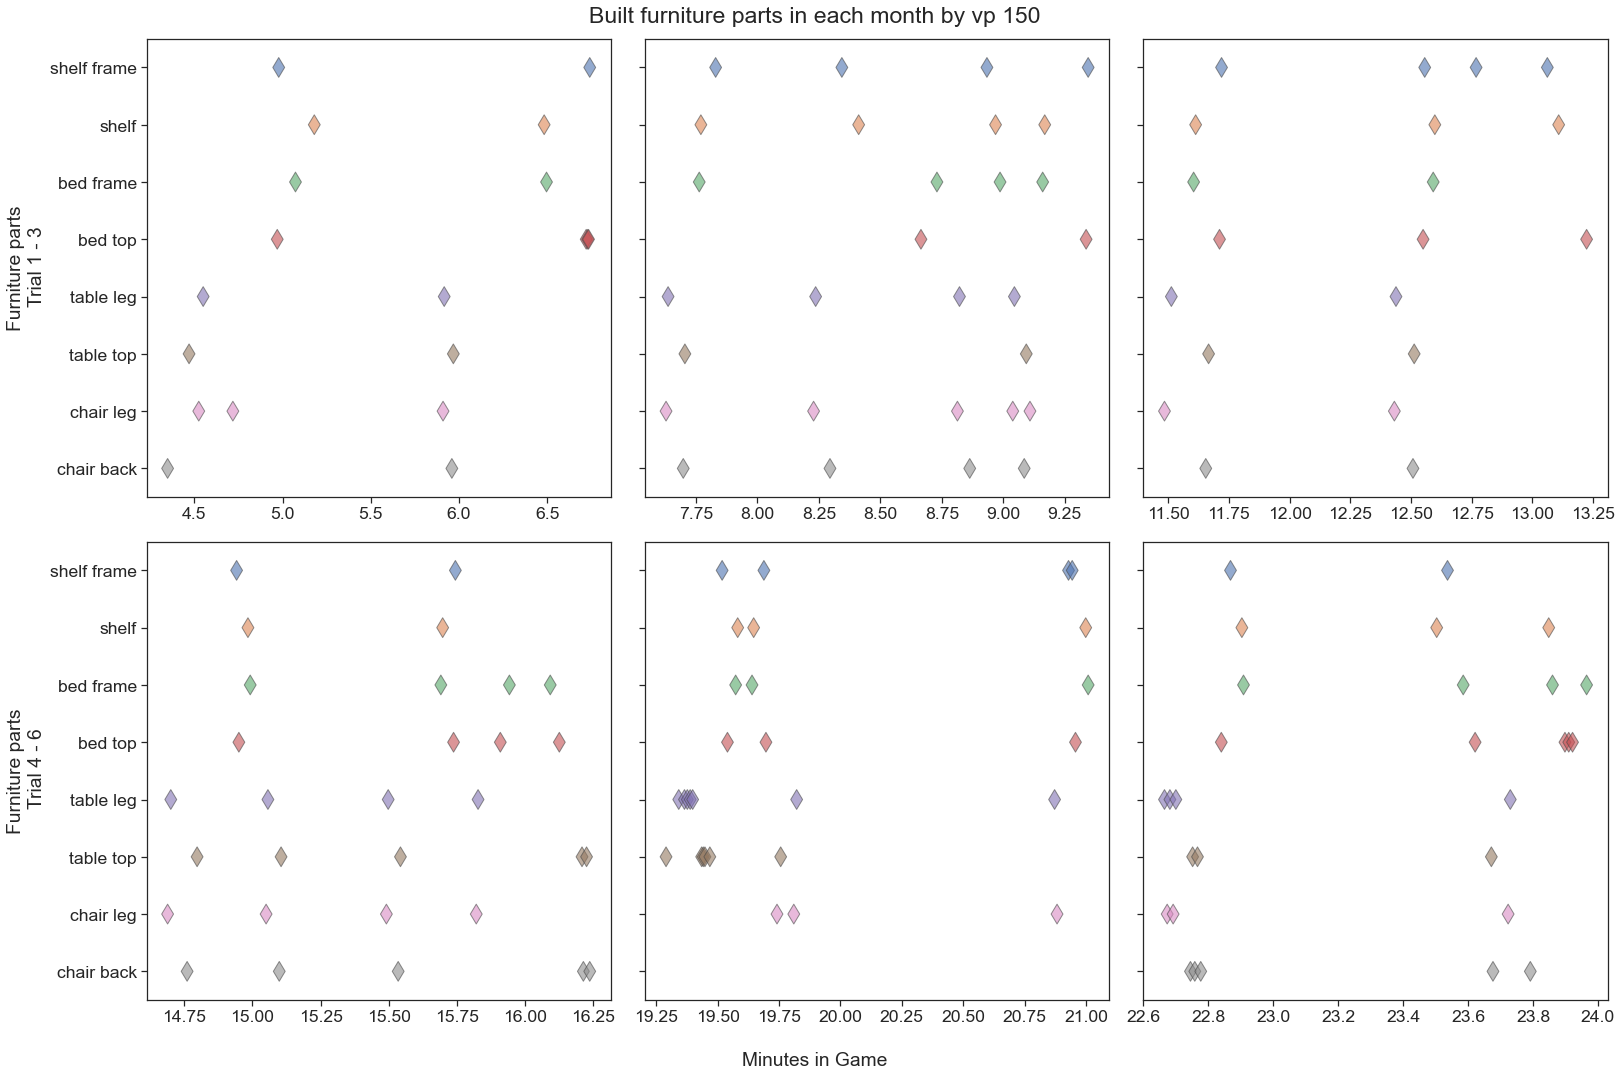 Built furniture parts in each month by vp 150
Furniture parts
Trial 1 - 3
shelf frame
shelf
bed frame
bed top
table leg
table top
chair leg
chair back
4.5 5.0 5.5 6.0 6.5
7.75 8.00 8.25 8.50 8.75 9.00 9.25
11.50 11.75 12.00 12.25 12.50 12.75 13.00 13.25
Furniture parts
Trial 4 - 6
shelf frame
shelf
bed frame
bed top
table leg
table top
chair leg
chair back
14.75 15.00 15.25 15.50 15.75 16.00 16.25
19.25 19.50 19.75 20.00 20.25 20.50 20.75 21.00
22.6 22.8 23.0 23.2 23.4 23.6 23.8 24.0
Minutes in Game